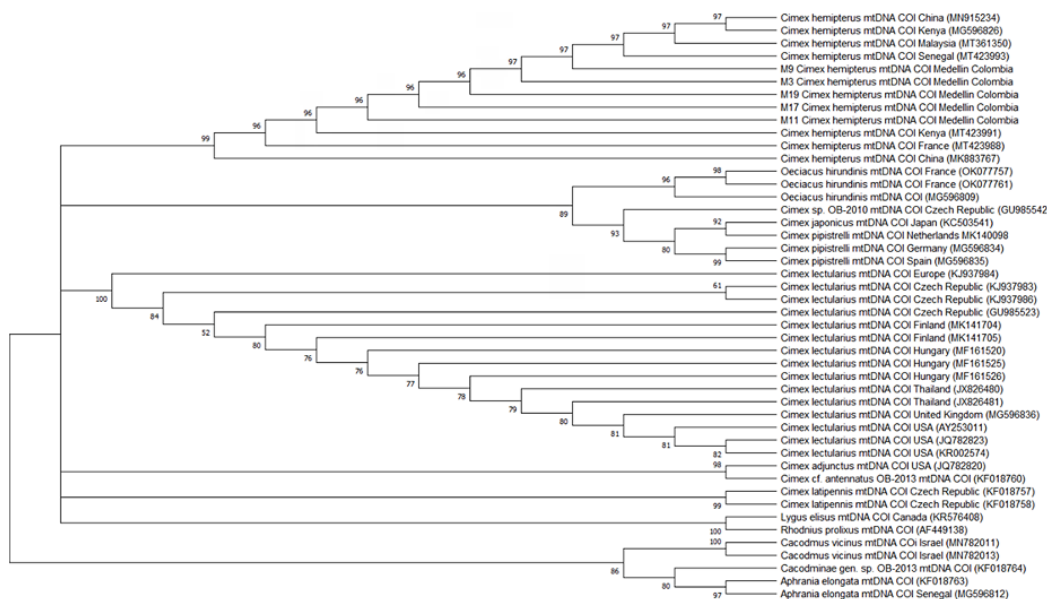 Cimex hemipterus mtDNA COI China (MN915234)
Cimex hemipterus mtDNA COI Kenya (MG596826)
Cimex hemipterus mtDNA COI Malaysia (MT361350)
Cimex hemipterus mtDNA COI Senegal (MT423993)
M9 Cimex hemipterus mtDNA COI Medellin Colombia
M3 Cimex hemipterus mtDNA COI Medellin Colombia
M19 Cimex hemipterus mtDNA COI Medellin Colombia
M17 Cimex hemipterus mtDNA COI Medellin Colombia
M11 Cimex hemipterus mtDNA COI Medellin Colombia
Cimex hemipterus mtDNA COI Kenya (MT423991)
Cimex hemipterus mtDNA COI France (MT423988)
Cimex hemipterus mtDNA COI China (MK883767)
Oeciacus hirundinis mtDNA COI France (OK077757)
Oeciacus hirundinis mtDNA COI France (OK077761)
Oeciacus hirundinis mtDNA COI (MG596809)
Cimex sp. OB-2010 mtDNA COI Czech Republic (GU985542
Cimex japonicus mtDNA COI Japan (KC503541)
Cimex pipistrelli mtDNA COI Netherlands MK140098
Cimex pipistrelli mtDNA COI Germany (MG596834)
Cimex pipistrelli mtDNA COI Spain (MG596835)
Cimex lectularius mtDNA COI Europe (KJ937984)
Cimex lectularius mtDNA COI Czech Republic (KJ937983)
Cimex lectularius mtDNA COI Czech Republic (KJ937986)
Cimex lectularius mtDNA COI Czech Republic (GU985523)
Cimex lectularius mtDNA COI Finland (MK141704)
Cimex lectularius mtDNA COI Finland (MK141705)
Cimex lectularius mtDNA COI Hungary (MF161520)
Cimex lectularius mtDNA COI Hungary (MF161525)
Cimex lectularius mtDNA COI Hungary (MF161526)
Cimex lectularius mtDNA COI Thailand (JX826480)
Cimex lectularius mtDNA COI Thailand (JX826481)
Cimex lectularius mtDNA COI United Kingdom (MG596836)
Cimex lectularius mtDNA COI USA (AY253011)
Cimex lectularius mtDNA COI USA (JQ782823)
Cimex lectularius mtDNA COI USA (KR002574)
Cimex adjunctus mtDNA COI USA (JQ782820)
Cimex cf. antennatus OB-2013 mtDNA COI (KF018760)
Cimex latipennis mtDNA COI Czech Republic (KF018757)
Cimex latipennis mtDNA COI Czech Republic (KF018758)
Lygus elisus mtDNA COI Canada (KR576408)
Rhodnius prolixus mtDNA COI (AF449138)
Cacodmus vicinus mtDNA COi Israel (MN782011)
Cacodmus vicinus mtDNA COI Israel (MN782013)
Cacodminae gen. sp. OB-2013 mtDNA COI (KF018764)
Aphrania elongata mtDNA COI (KF018763)
Aphrania elongata mtDNA COI Senegal (MG596812)
97
97
97
97
97
96
96
96
96
96
99
98
96
89
93
92
80
99
100
84
61
52
80
76
76
77
78
79
80
81
81
82
98
99
100
100
86
80
97